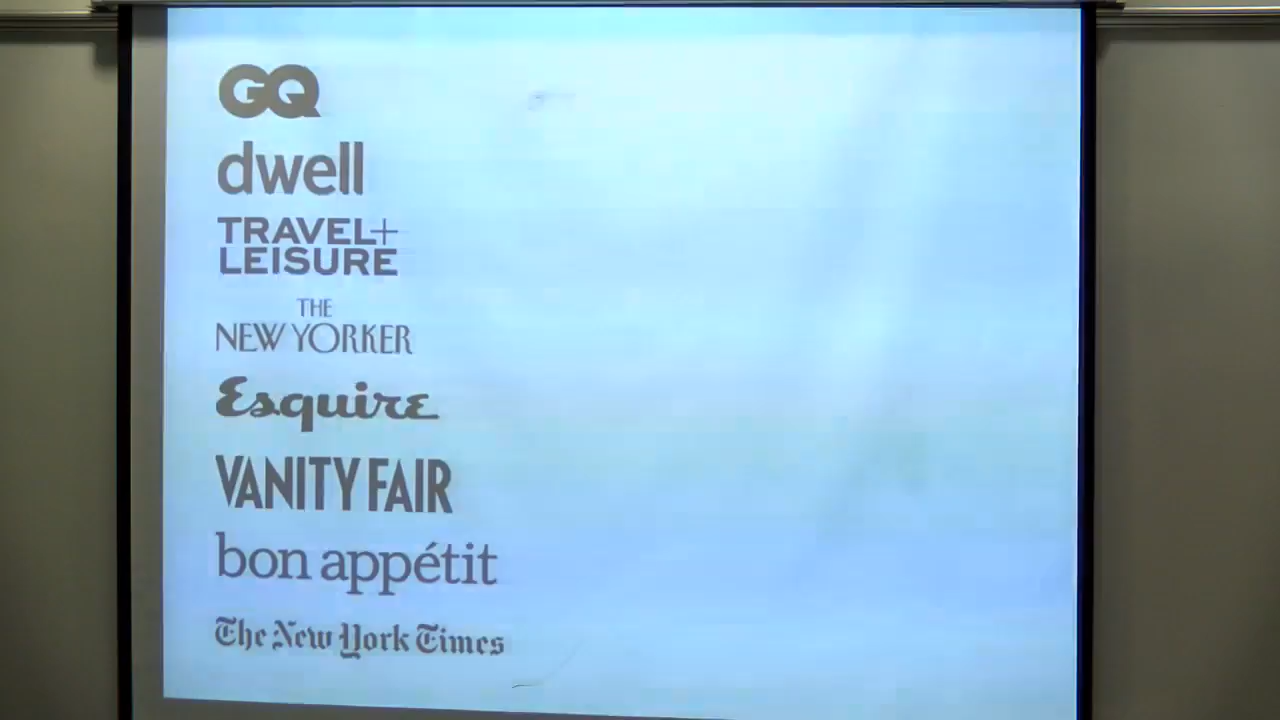 GQ
dwell
TRAVEL+
LEISURE
THE
NEW YORKER
Esquire
VANITY FAIR
bon appétit
The New York Times